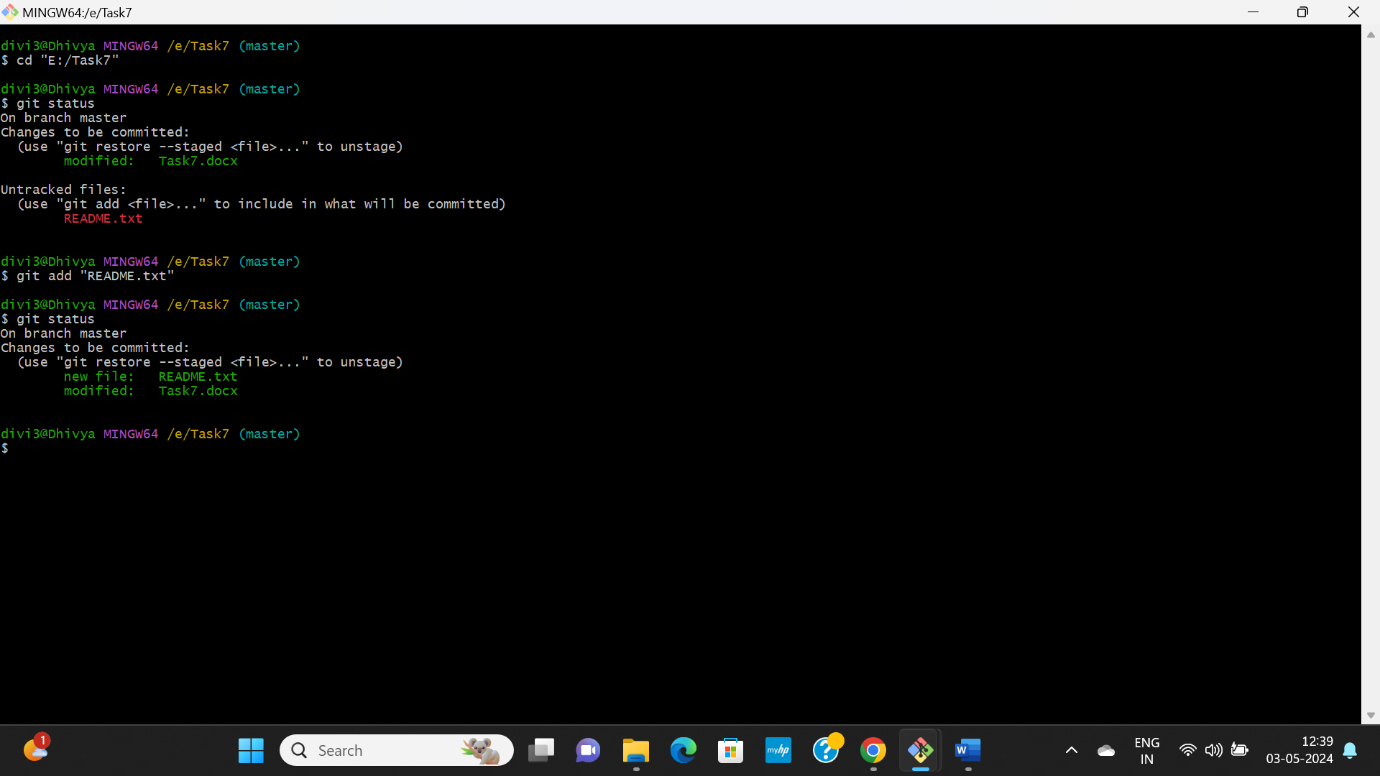 MINGW64:/e/Task7
divi3@Dhivya MINGW64 /e/Task7 (master)
$ cd "E:/Task7"
divi3@Dhivya MINGW64 /e/Task7 (master)
$ git status
On branch master
Changes to be committed:
  (use "git restore --staged <file>..." to unstage)
        modified:   Task7.docx
Untracked files:
  (use "git add <file>..." to include in what will be committed)
        README.txt
divi3@Dhivya MINGW64 /e/Task7 (master)
$ git add "README.txt"
divi3@Dhivya MINGW64 /e/Task7 (master)
$ git status
On branch master
Changes to be committed:
  (use "git restore --staged <file>..." to unstage)
        new file:   README.txt
        modified:   Task7.docx
divi3@Dhivya MINGW64 /e/Task7 (master)
$
1
Search
myhp
?
W
ENG
IN
12:39
03-05-2024